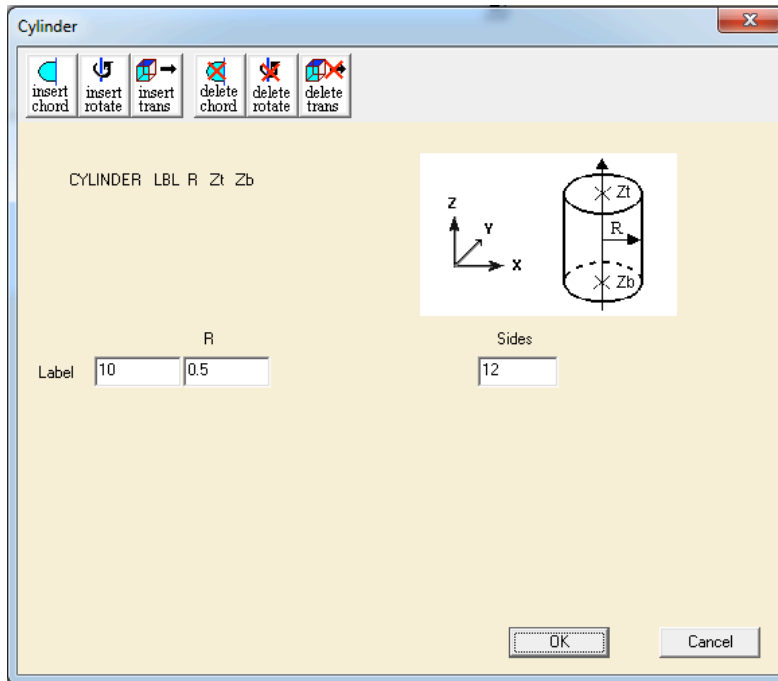 Cylinder
insert chord
insert rotate
insert trans
delete chord
delete rotate
delete trans
CYLINDER LBL R Zt Zb
Zt
Z
Y
R
X
Zb
R
Sides
Label 10 0.5 12
OK
Cancel